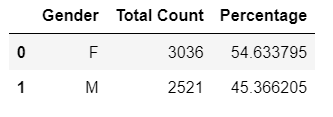 Gender Total Count Percentage
0 F 3036 54.633795
1 M 2521 45.366205